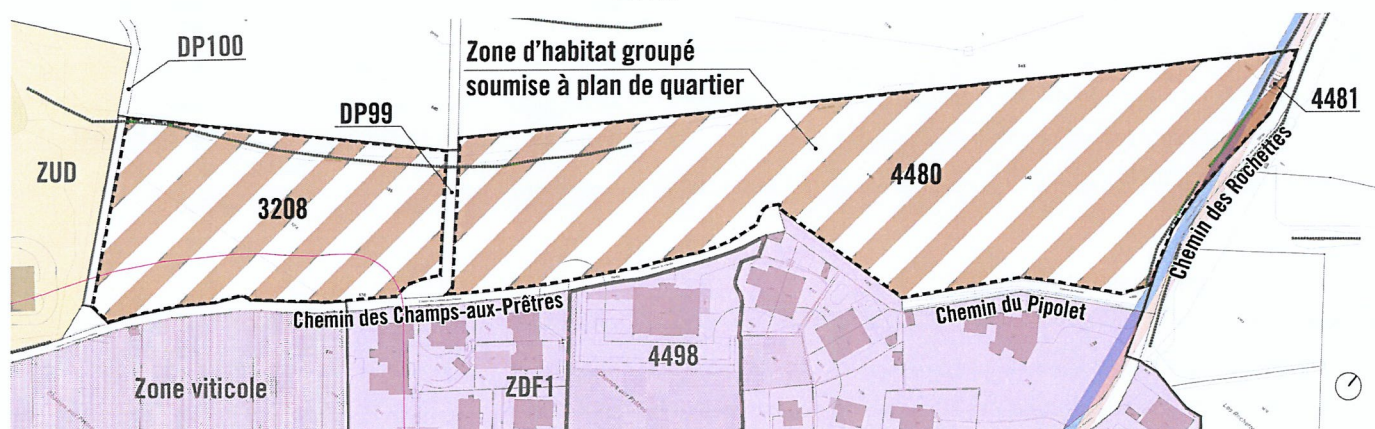 DP100
Zone d'habitat groupé
soumise à plan de quartier
DP99
4481
ZUD
3208
4480
Chemin des Rochettes
Chemin des Champs-aux-Prêtres
Chemin du Pipolet
4498
Zone viticole
ZDF1